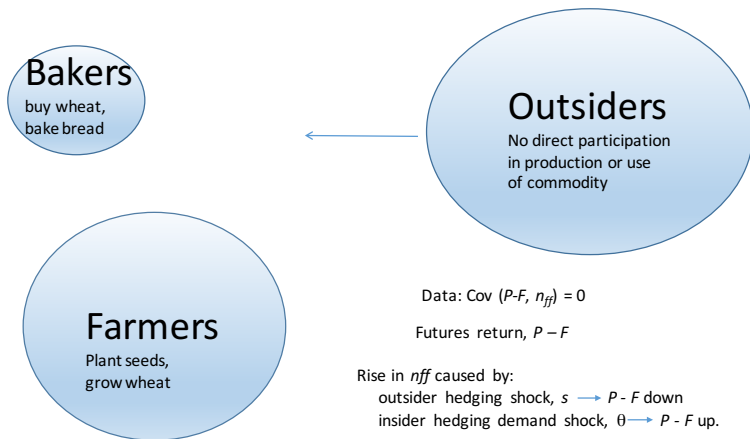 Bakers
buy wheat,
bake bread
Outsiders
No direct participation
in production or use
of commodity
Farmers
Plant seeds,
grow wheat
Data: Cov (P-F, nff) = 0
Futures return, P – F
Rise in nff caused by:
outsider hedging shock, s → P - F down
insider hedging demand shock, θ → P - F up.